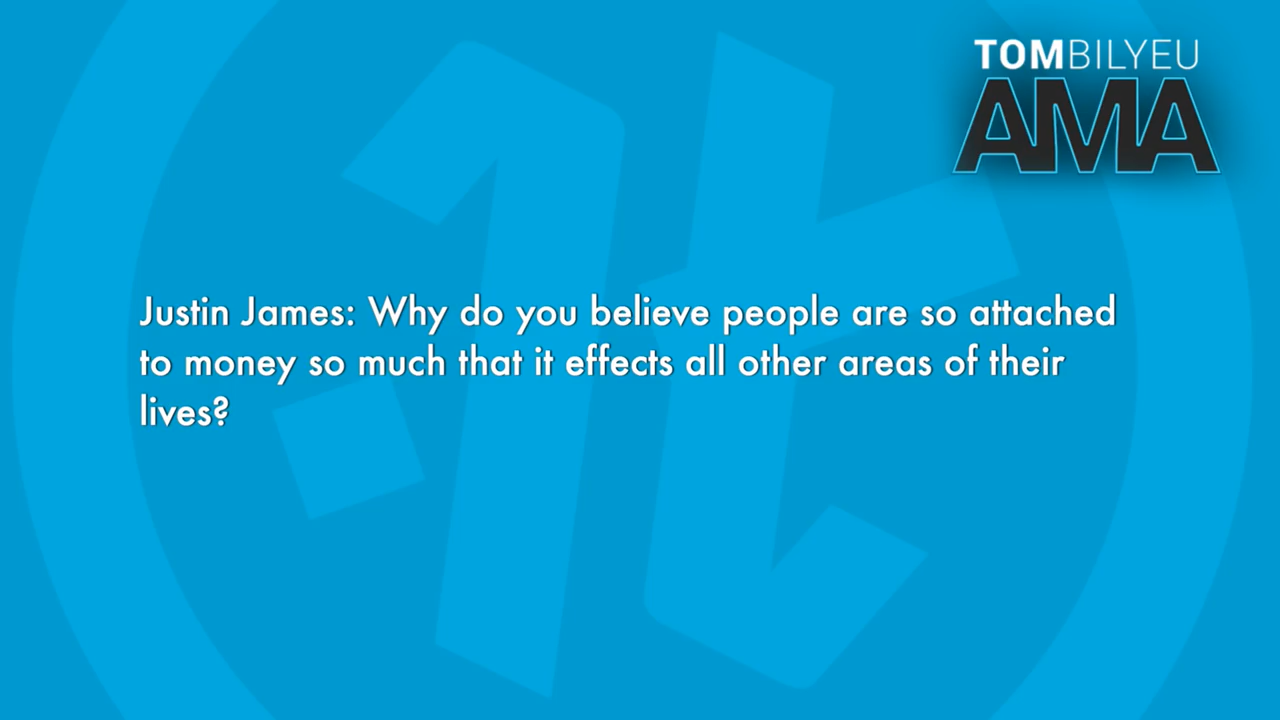 TOMBILYEU
AMA
Justin James: Why do you believe people are so attached
to money so much that it effects all other areas of their
lives?